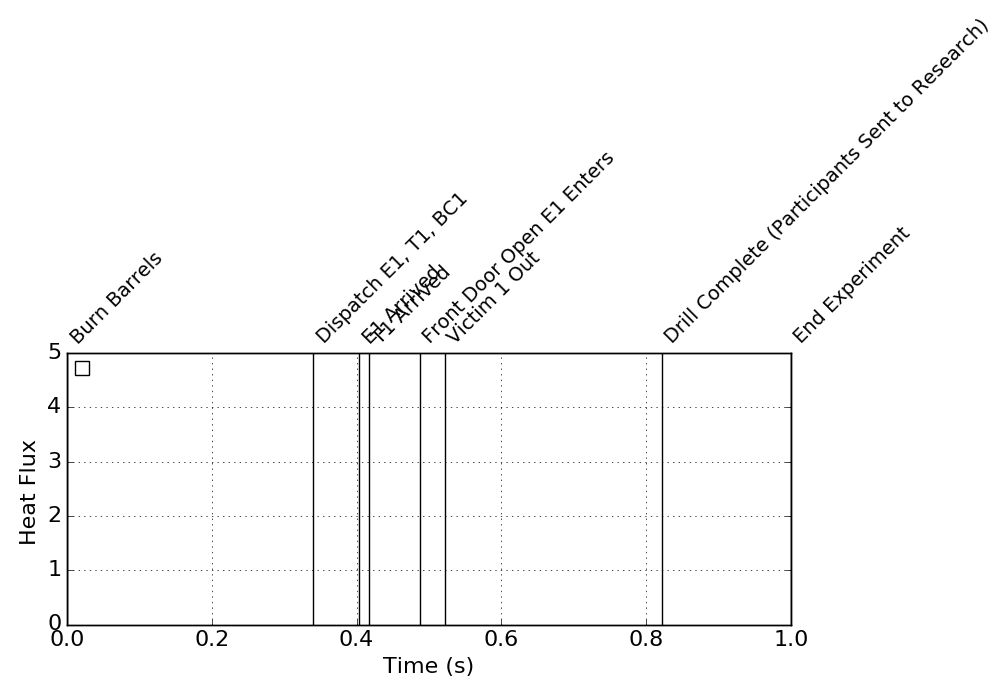 Burn Barrels
Dispatch E1, T1, BC1
E1 Arrived
T1 Arrived
Front Door Open E1 Enters
Victim 1 Out
Drill Complete (Participants Sent to Research)
End Experiment
5
4
3
2
1
0
Heat Flux
0.0 0.2 0.4 0.6 0.8 1.0
Time (s)